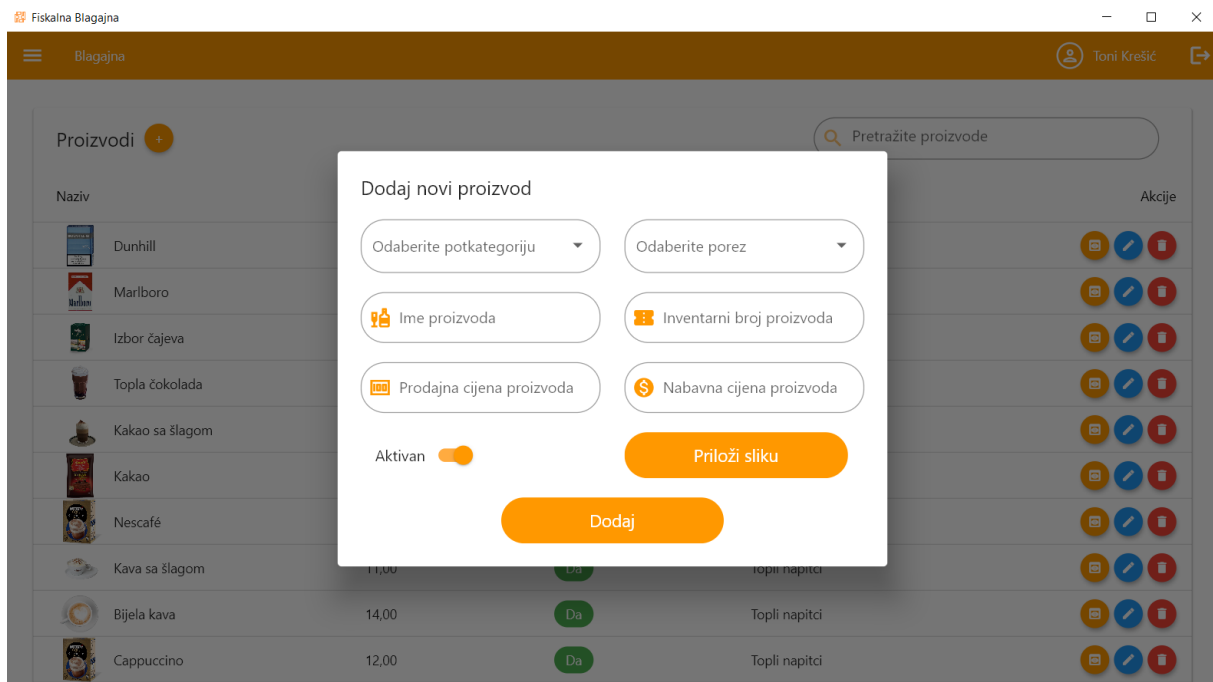 Fiskalna Blagajna
Blagajna
Toni Krešić
Proizvodi +
Pretražite proizvode
Naziv
Akcije
Dodaj novi proizvod
Odaberite potkategoriju
Odaberite porez
Ime proizvoda
Inventarni broj proizvoda
Prodajna cijena proizvoda
Nabavna cijena proizvoda
Aktivan
Priloži sliku
Dodaj
Dunhill
Marlboro
Izbor čajeva
Topla čokolada
Kakao sa šlagom
Kakao
Nescafé
Kava sa šlagom 11,00 Da Topli napitci
Bijela kava 14,00 Da Topli napitci
Cappuccino 12,00 Da Topli napitci